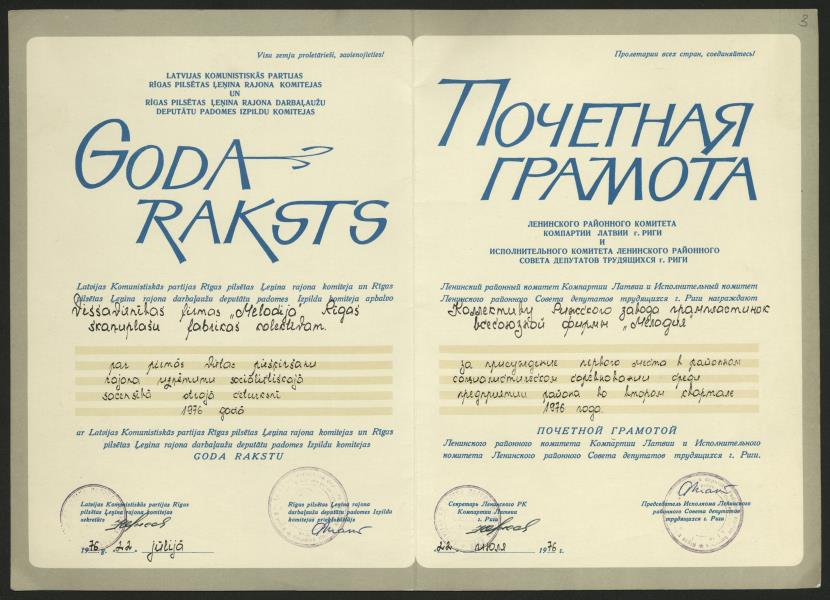 3
Visu zemju proletārieši, savienojieties!
LATVIJAS KOMUNISTISKĀS PARTIJAS
RĪGAS PILSĒTAS ĻEŅINA RAJONA KOMITEJAS
UN
RĪGAS PILSĒTAS ĻEŅINA RAJONA DARBAĻAUŽU
DEPUTĀTU PADOMES IZPILDU KOMITEJAS
GODA
RAKSTS
Latvijas Komunistiskās partijas Rīgas pilsētas Ļeņina rajona komiteja un Rīgas
pilsētas Ļeņina rajona darbaļaužu deputātu padomes Izpildu komiteja apbalvo
Vissavienības firmas „Melodija” Rīgas
skaņuplašu fabrikas kolektīvam.
par pirmās vietas piešķiršanu
rajona uzņēmumu sociālistiskajā
sacensībā otrajā ceturksnī
1976 gadā
ar Latvijas Komunistiskās partijas Rīgas pilsētas Ļeņina rajona komitejas un Rīgas
pilsētas Ļeņina rajona darbaļaužu deputātu padomes Izpildu komitejas
GODA RAKSTU
Latvijas Komunistiskās partijas Rīgas
pilsētas Ļeņina rajona komitejas
sekretārs
Rīgas pilsētas Ļeņina rajona
darbaļaužu deputātu padomes Izpildu
komitejas priekšsēdētājs
1976 g. 22. jūlijā
Пролетарии всех стран, соединяйтесь!
ПОЧЕТНАЯ
ГРАМОТА
ЛЕНИНСКОГО РАЙОННОГО КОМИТЕТА
КОМПАРТИИ ЛАТВИИ г. РИГИ
И
ИСПОЛНИТЕЛЬНОГО КОМИТЕТА ЛЕНИНСКОГО РАЙОННОГО
СОВЕТА ДЕПУТАТОВ ТРУДЯЩИХСЯ г. РИГИ
Ленинский районный комитет Компартии Латвии и Исполнительный комитет
Ленинского районного Совета депутатов трудящихся г. Риги награждают
Коллективу Рижского завода грампластинок
всесоюзной фирмы „Мелодия”
за присуждение первого места в районном
социалистическом соревновании среди
предприятий района во втором квартале
1976 года.
ПОЧЕТНОЙ ГРАМОТОЙ
Ленинского районного комитета Компартии Латвии и Исполнительного
комитета Ленинского районного Совета депутатов трудящихся г. Риги.
Секретарь Ленинского РК
Компартии Латвии
г. Риги
Председатель Исполкома Ленинского
районного Совета депутатов
трудящихся г. Риги
22. июля 1976 г.